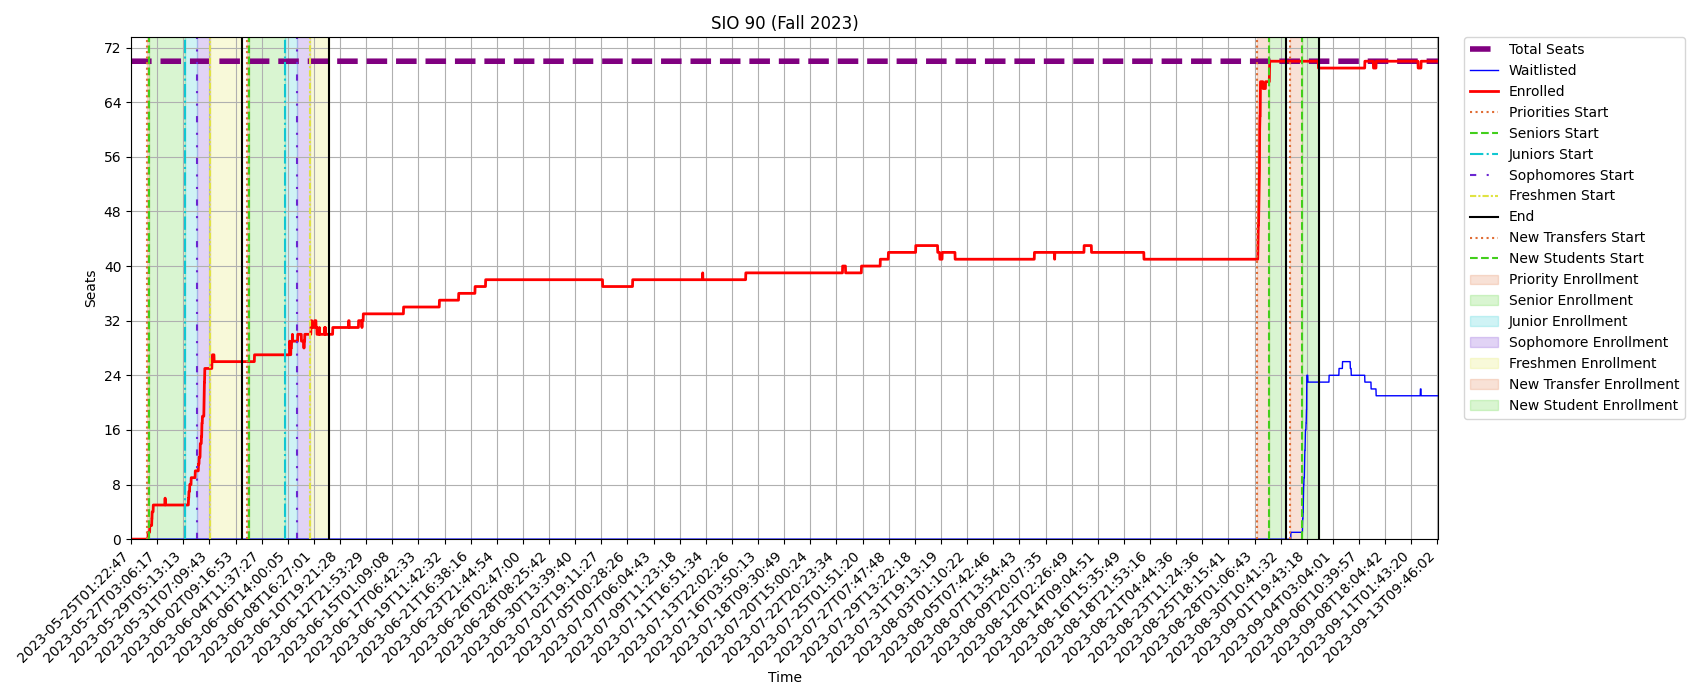 SIO 90 (Fall 2023)
Seats
72
64
56
48
40
32
24
16
8
0
2023-05-25T01:22:47
2023-05-27T03:06:17
2023-05-29T05:13:13
2023-05-31T07:09:43
2023-06-02T09:16:53
2023-06-04T11:37:27
2023-06-06T14:00:05
2023-06-08T16:27:01
2023-06-10T19:21:28
2023-06-12T21:53:29
2023-06-15T01:09:08
2023-06-17T06:42:33
2023-06-19T11:42:32
2023-06-21T16:38:16
2023-06-23T21:44:54
2023-06-26T02:47:00
2023-06-28T08:25:42
2023-06-30T13:39:40
2023-07-02T19:11:27
2023-07-05T00:28:26
2023-07-07T06:04:43
2023-07-09T11:23:18
2023-07-11T16:51:34
2023-07-13T22:02:26
2023-07-16T03:50:13
2023-07-18T09:30:49
2023-07-20T15:00:24
2023-07-22T20:23:34
2023-07-25T01:51:20
2023-07-27T07:47:48
2023-07-29T13:22:18
2023-07-31T19:13:19
2023-08-03T01:10:22
2023-08-05T07:42:46
2023-08-07T13:54:43
2023-08-09T20:07:35
2023-08-12T02:26:49
2023-08-14T09:04:51
2023-08-16T15:35:49
2023-08-18T21:53:16
2023-08-21T04:44:36
2023-08-23T11:24:36
2023-08-25T18:15:41
2023-08-28T01:06:43
2023-08-30T10:41:32
2023-09-01T19:43:18
2023-09-04T03:04:01
2023-09-06T10:39:57
2023-09-08T18:04:42
2023-09-11T01:43:20
2023-09-13T09:46:02
Time
Total Seats
Waitlisted
Enrolled
Priorities Start
Seniors Start
Juniors Start
Sophomores Start
Freshmen Start
End
New Transfers Start
New Students Start
Priority Enrollment
Senior Enrollment
Junior Enrollment
Sophomore Enrollment
Freshmen Enrollment
New Transfer Enrollment
New Student Enrollment